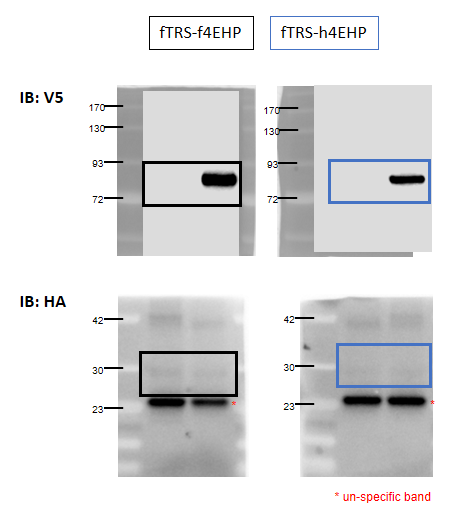 fTRS-f4EHP fTRS-h4EHP
IB: V5
170 170
130 130
93 93
72 72
IB: HA
42 42
30 30
23 * 23 *
* un-specific band